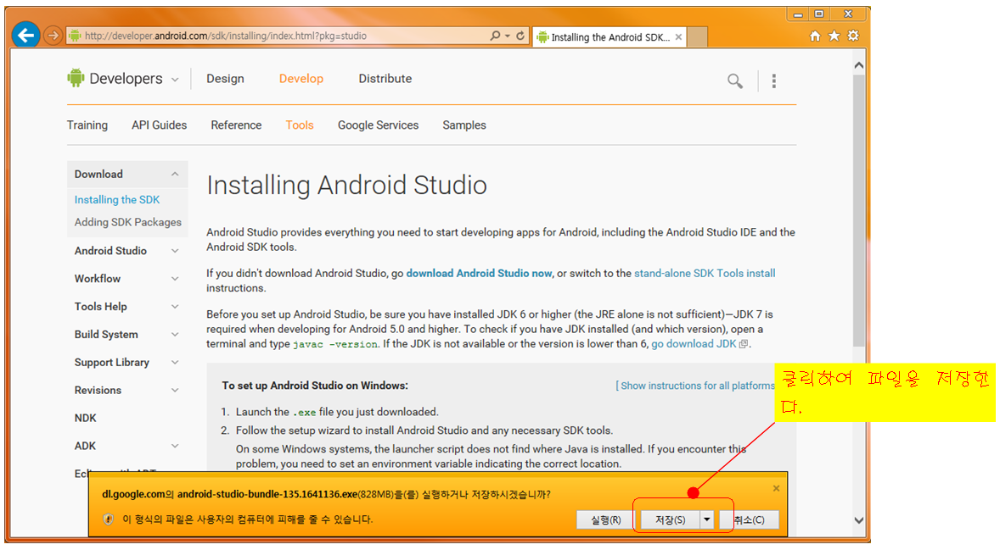 http://developer.android.com/sdk/installing/index.html?pkg=studio
Installing the Android SDK...
Developers
Design
Develop
Distribute
Training
API Guides
Reference
Tools
Google Services
Samples
Download
Installing the SDK
Adding SDK Packages
Android Studio
Workflow
Tools Help
Build System
Support Library
Revisions
NDK
ADK
Installing Android Studio
Android Studio provides everything you need to start developing apps for Android, including the Android Studio IDE and the
Android SDK tools.
If you didn't download Android Studio, go download Android Studio now, or switch to the stand-alone SDK Tools install
instructions.
Before you set up Android Studio, be sure you have installed JDK 6 or higher (the JRE alone is not sufficient)—JDK 7 is
required when developing for Android 5.0 and higher. To check if you have JDK installed (and which version), open a
terminal and type javac -version. If the JDK is not available or the version is lower than 6, go download JDK.
To set up Android Studio on Windows:
[ Show instructions for all platforms
1. Launch the .exe file you just downloaded.
2. Follow the setup wizard to install Android Studio and any necessary SDK tools.
On some Windows systems, the launcher script does not find where Java is installed. If you encounter this
problem, you need to set an environment variable indicating the correct location.
클릭하여 파일을 저장한
다.
dl.google.com의 android-studio-bundle-135.1641136.exe(828MB)을(를) 실행하거나 저장하시겠습니까?
이 형식의 파일은 사용자의 컴퓨터에 피해를 줄 수 있습니다.
실행(R)
저장(S)
취소(C)